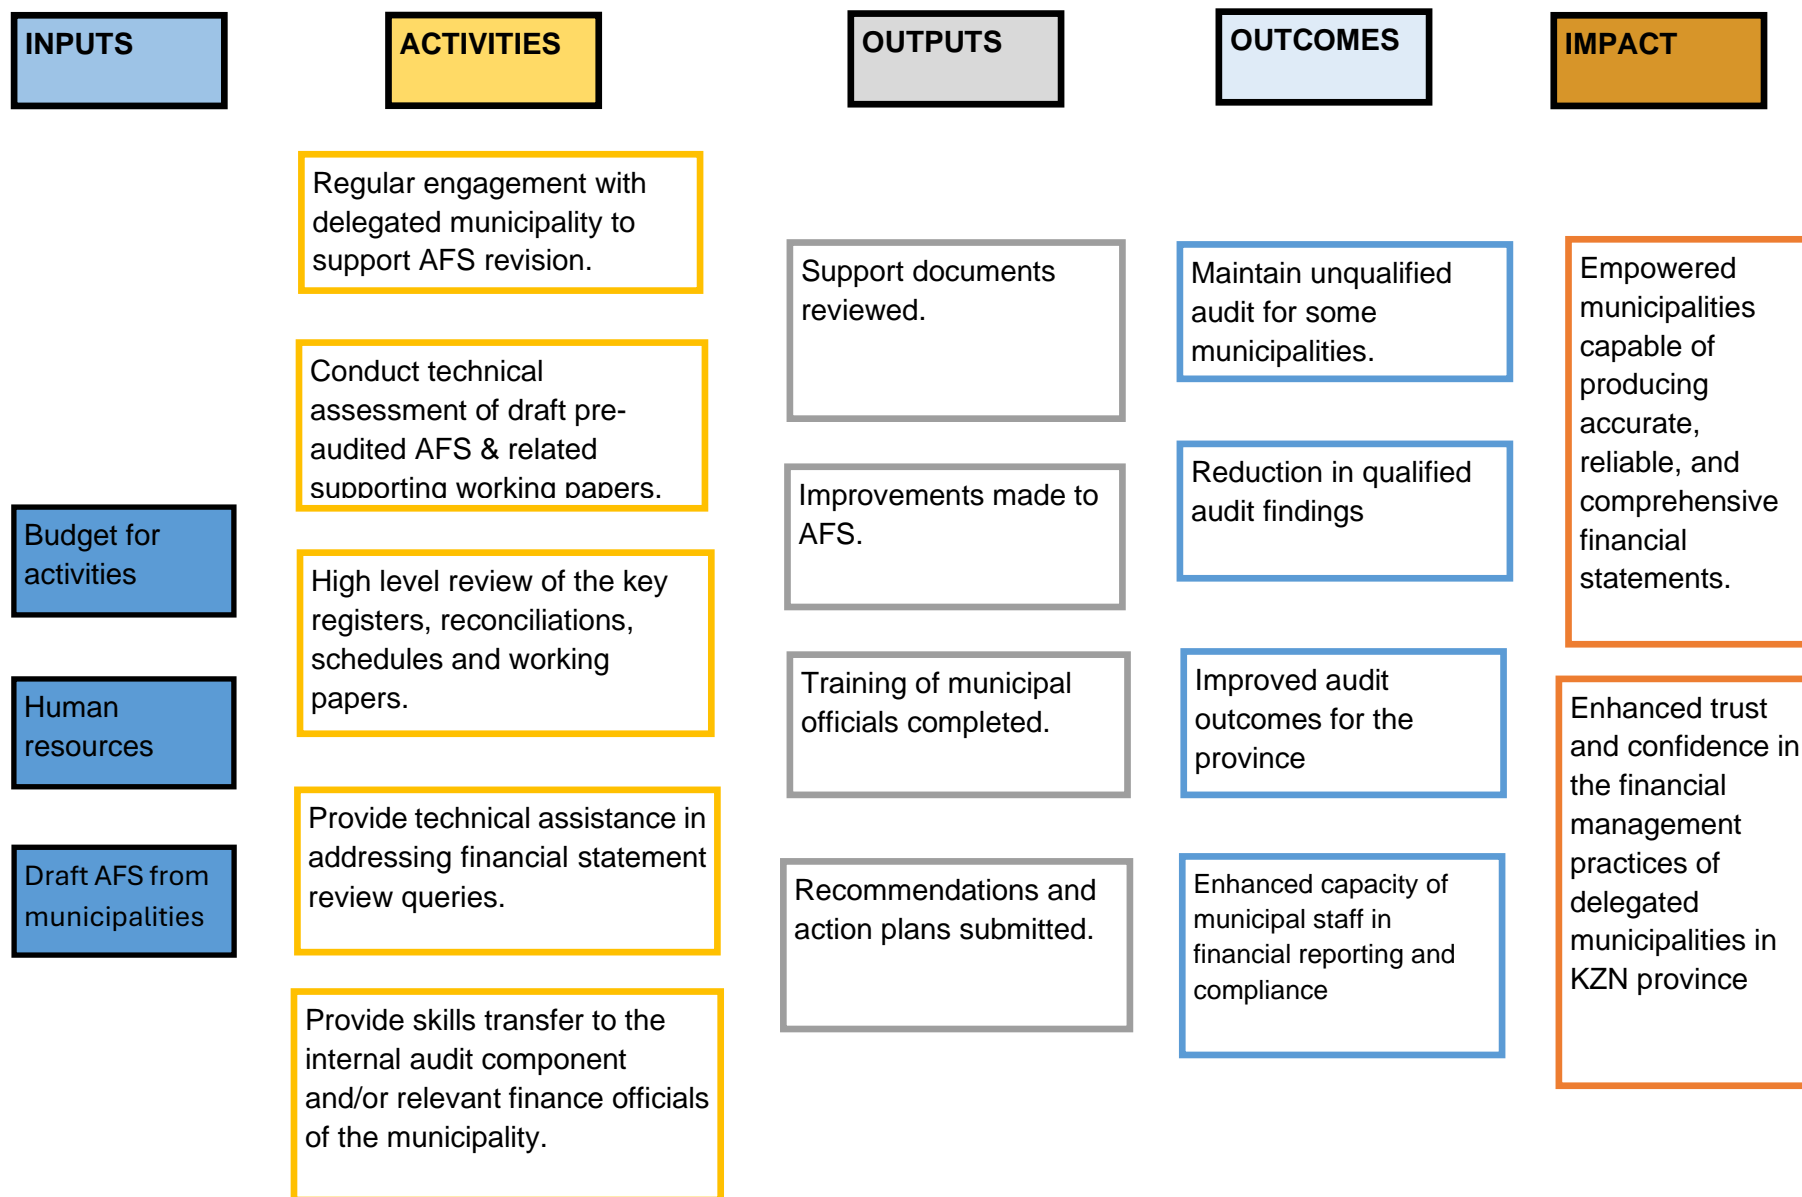 INPUTS
ACTIVITIES
OUTPUTS
OUTCOMES
IMPACT
Budget for
activities
Human
resources
Draft AFS from
municipalities
Regular engagement with
delegated municipality to
support AFS revision.
Conduct technical
assessment of draft pre-
audited AFS & related
supporting working papers.
High level review of the key
registers, reconciliations,
schedules and working
papers.
Provide technical assistance in
addressing financial statement
review queries.
Provide skills transfer to the
internal audit component
and/or relevant finance officials
of the municipality.
Support documents
reviewed.
Improvements made to
AFS.
Training of municipal
officials completed.
Recommendations and
action plans submitted.
Maintain unqualified
audit for some
municipalities.
Reduction in qualified
audit findings
Improved audit
outcomes for the
province
Enhanced capacity of
municipal staff in
financial reporting and
compliance
Empowered
municipalities
capable of
producing
accurate,
reliable, and
comprehensive
financial
statements.
Enhanced trust
and confidence in
the financial
management
practices of
delegated
municipalities in
KZN province